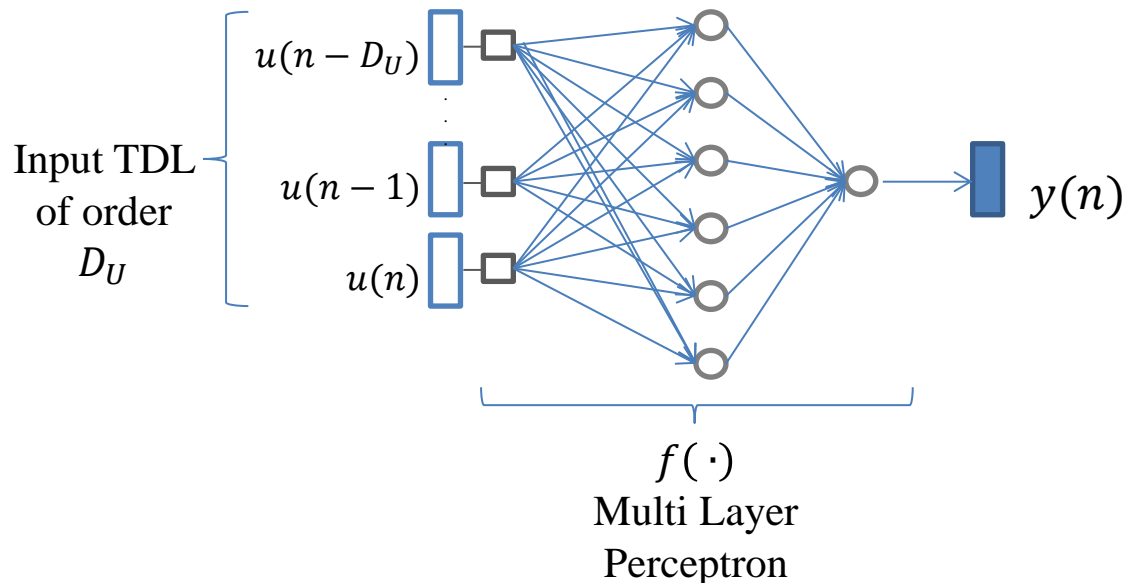 u(n − D_U)
Input TDL
of order
D_U
u(n − 1)
u(n)
y(n)
f( · )
Multi Layer
Perceptron